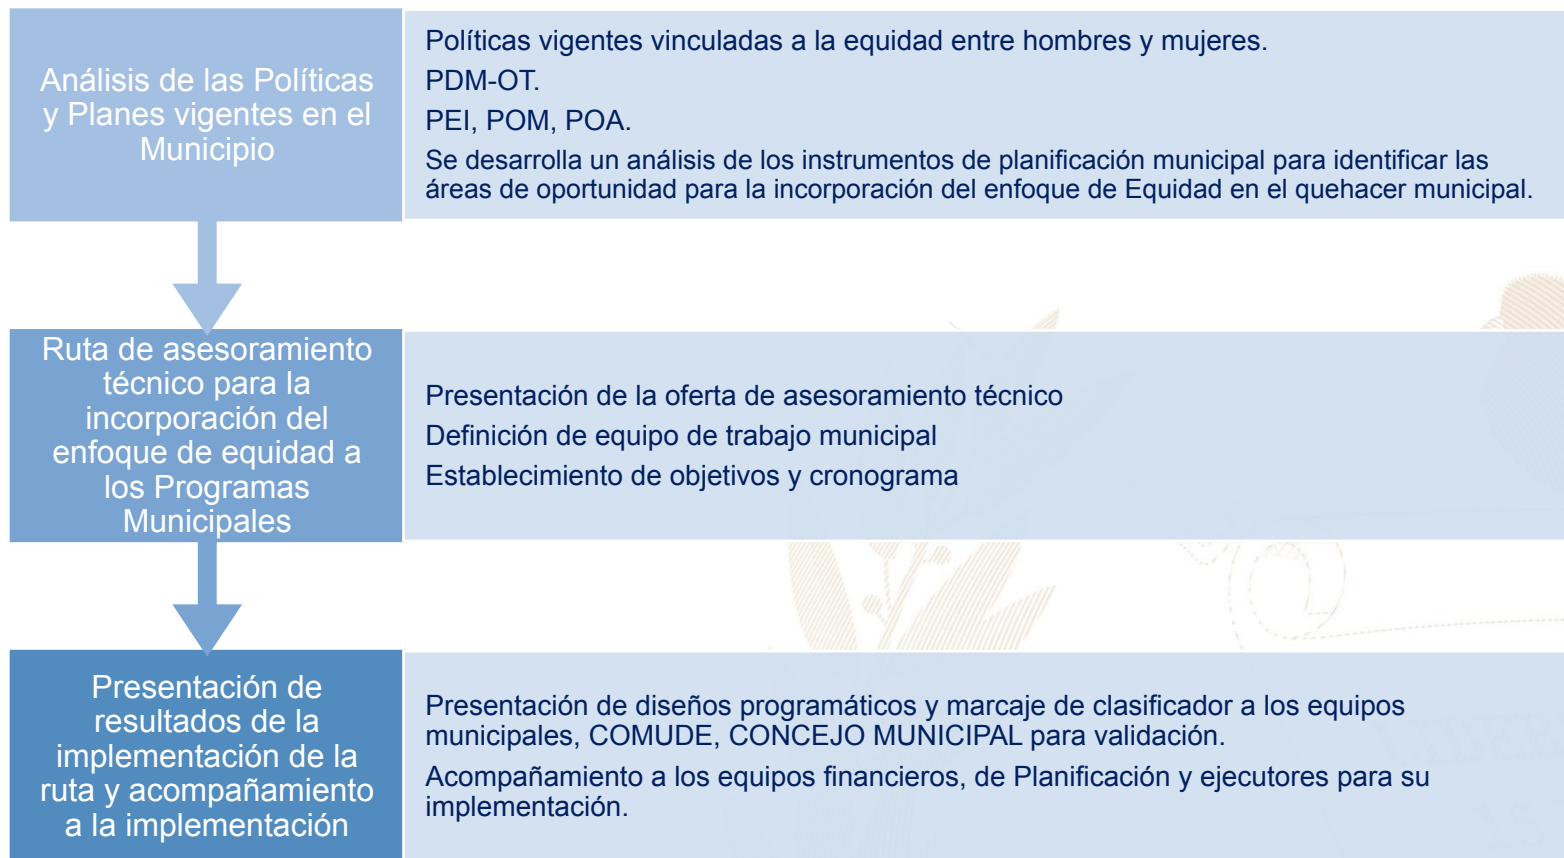 Análisis de las Políticas
y Planes vigentes en el
Municipio
Políticas vigentes vinculadas a la equidad entre hombres y mujeres.
PDM-OT.
PEI, POM, POA.
Se desarrolla un análisis de los instrumentos de planificación municipal para identificar las
áreas de oportunidad para la incorporación del enfoque de Equidad en el quehacer municipal.
Ruta de asesoramiento
técnico para la
incorporación del
enfoque de equidad a
los Programas
Municipales
Presentación de la oferta de asesoramiento técnico
Definición de equipo de trabajo municipal
Establecimiento de objetivos y cronograma
Presentación de
resultados de la
implementación de la
ruta y acompañamiento
a la implementación
Presentación de diseños programáticos y marcaje de clasificador a los equipos
municipales, COMUDE, CONCEJO MUNICIPAL para validación.
Acompañamiento a los equipos financieros, de Planificación y ejecutores para su
implementación.
LIBER
15